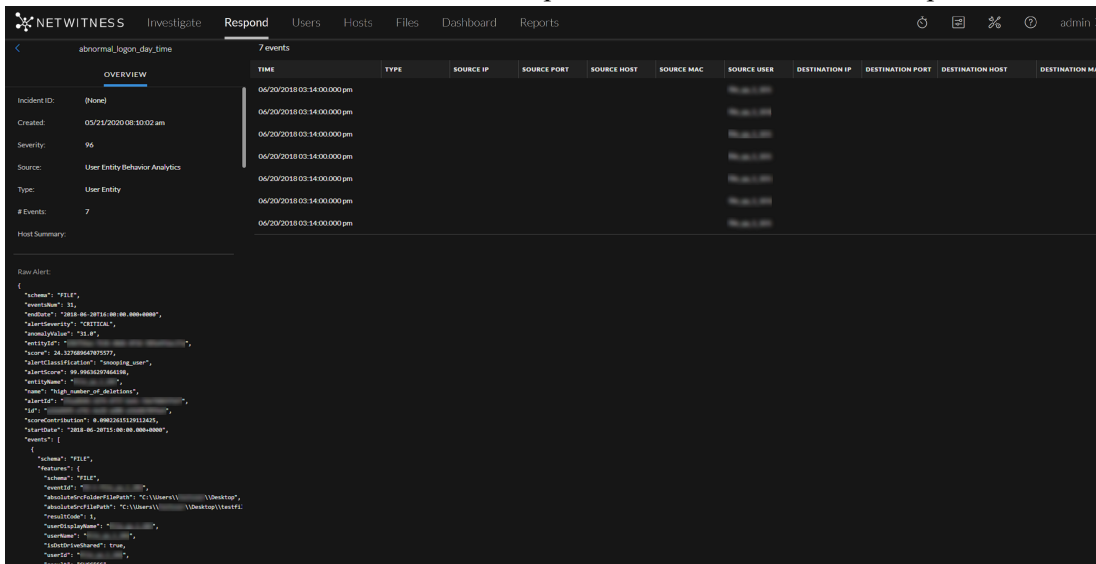 NETWITNESS Investigate Respond Users Hosts Files Dashboard Reports admin
abnormal_logon_day_time
7 events
OVERVIEW
TIME TYPE SOURCE IP SOURCE PORT SOURCE HOST SOURCE MAC SOURCE USER DESTINATION IP DESTINATION PORT DESTINATION HOST DESTINATION MA
Incident ID: (None)
Created: 05/21/2020 08:10:02 am
Severity: 96
Source: User Entity Behavior Analytics
Type: User Entity
# Events: 7
Host Summary:
06/20/2018 03:14:00.000 pm
06/20/2018 03:14:00.000 pm
06/20/2018 03:14:00.000 pm
06/20/2018 03:14:00.000 pm
06/20/2018 03:14:00.000 pm
06/20/2018 03:14:00.000 pm
06/20/2018 03:14:00.000 pm
Raw Alert:
{
"schema": "FILE",
"eventsNum": 31,
"endDate": "2018-06-20T16:00:00.000+0000",
"alertSeverity": "CRITICAL",
"anomalyValue": "31.0",
"entityId": "
"score": 24.327689647075577,
"alertClassification": "snooping_user",
"alertScore": 99.99636297464198,
"entityName": "
"name": "high_number_of_deletions",
"alertId": "
"id": "
"scoreContribution": 0.09022615129112425,
"startDate": "2018-06-20T15:00:00.000+0000",
"events": [
{
"schema": "FILE",
"features": {
"schema": "FILE",
"eventId": "
"absoluteSrcFolderFilePath": "C:\\Users\\ \\Desktop",
"absoluteSrcFilePath": "C:\\Users\\ \\Desktop\\testfi
"resultCode": 1,
"userDisplayName": "
"userName": "
"isDstDriveShared": true,
"userId": "